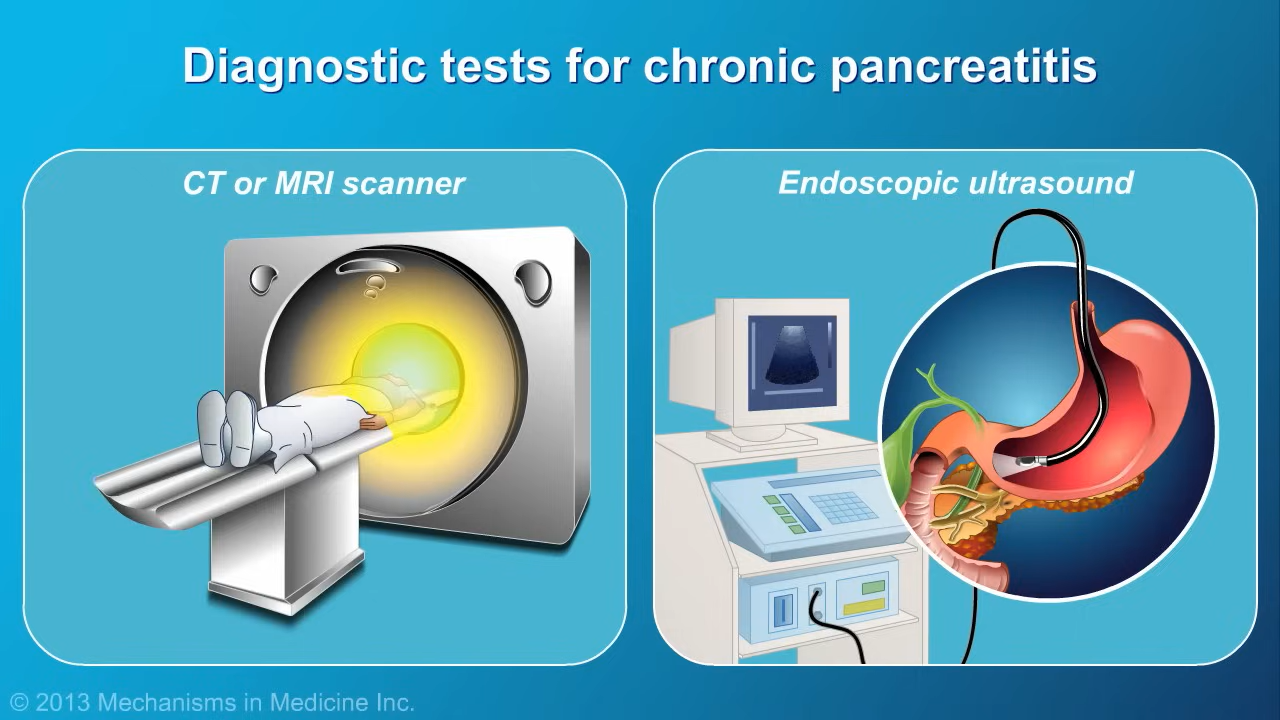 Diagnostic tests for chronic pancreatitis
CT or MRI scanner
Endoscopic ultrasound
© 2013 Mechanisms in Medicine Inc.